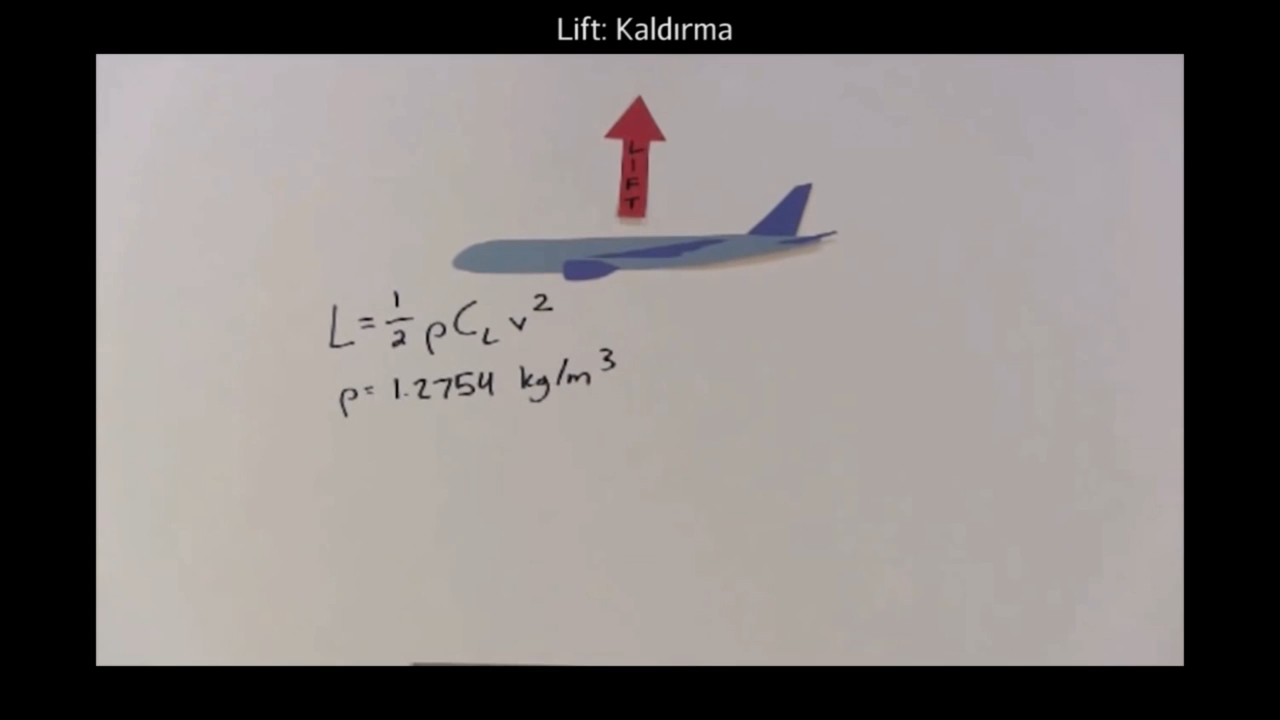 Lift: Kaldırma
LIFT
L = 1/2 ρ C_L v²
ρ = 1.2754 kg/m³